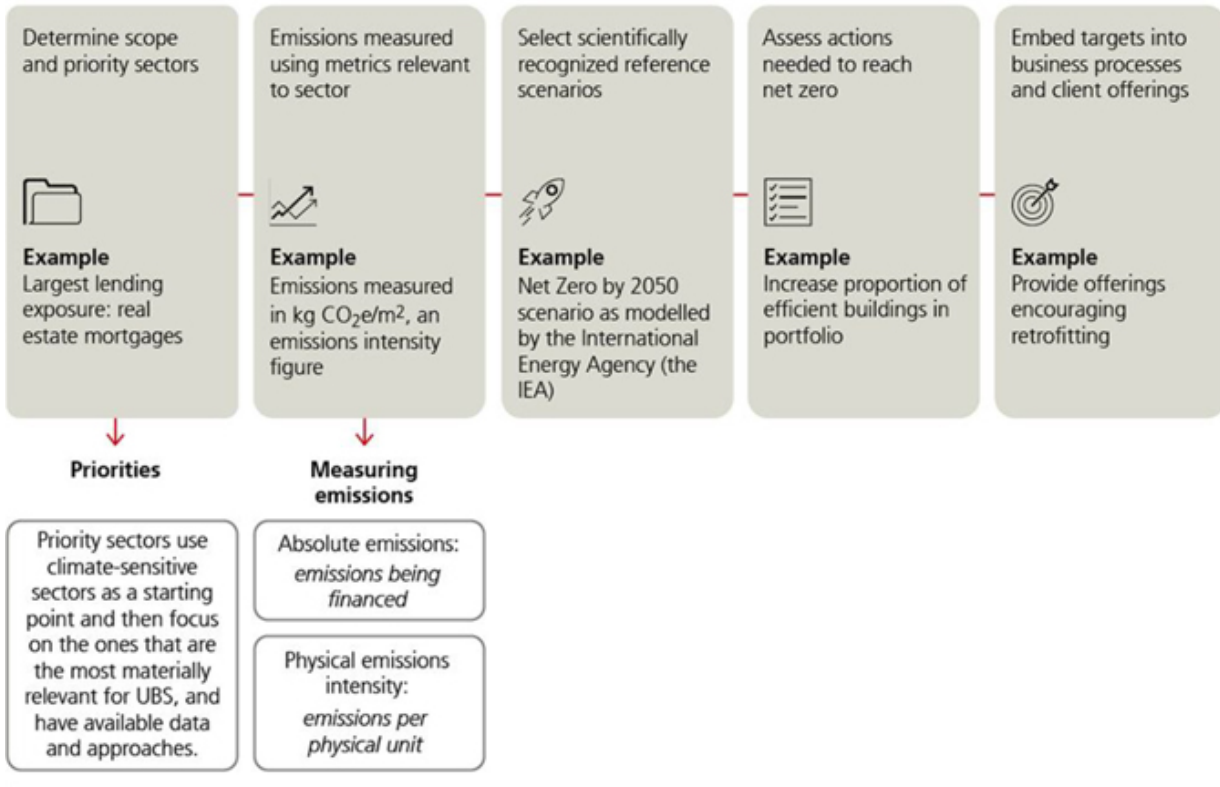 Determine scope
and priority sectors
Example
Largest lending
exposure: real
estate mortgages
Emissions measured
using metrics relevant
to sector
Example
Emissions measured
in kg CO₂e/m², an
emissions intensity
figure
Select scientifically
recognized reference
scenarios
Example
Net Zero by 2050
scenario as modelled
by the International
Energy Agency (the
IEA)
Assess actions
needed to reach
net zero
Example
Increase proportion of
efficient buildings in
portfolio
Embed targets into
business processes
and client offerings
Example
Provide offerings
encouraging
retrofitting
Priorities
Priority sectors use
climate-sensitive
sectors as a starting
point and then focus
on the ones that are
the most materially
relevant for UBS, and
have available data
and approaches.
Measuring
emissions
Absolute emissions:
emissions being
financed
Physical emissions
intensity:
emissions per
physical unit